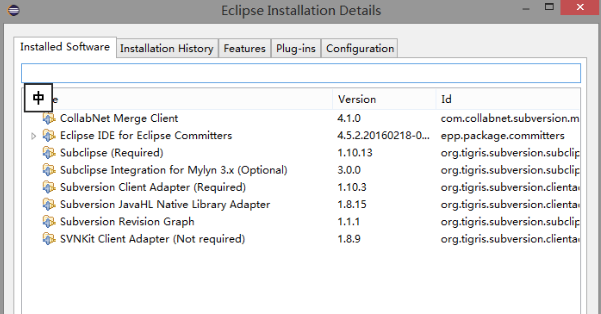 Eclipse Installation Details
Installed Software Installation History Features Plug-ins Configuration
中
Version Id
CollabNet Merge Client 4.1.0 com.collabnet.subversion.m
Eclipse IDE for Eclipse Committers 4.5.2.20160218-0... epp.package.committers
Subclipse (Required) 1.10.13 org.tigris.subversion.subclip
Subclipse Integration for Mylyn 3.x (Optional) 3.0.0 org.tigris.subversion.subclip
Subversion Client Adapter (Required) 1.10.3 org.tigris.subversion.clienta
Subversion JavaHL Native Library Adapter 1.8.15 org.tigris.subversion.clienta
Subversion Revision Graph 1.1.1 org.tigris.subversion.subclip
SVNKit Client Adapter (Not required) 1.8.9 org.tigris.subversion.clienta